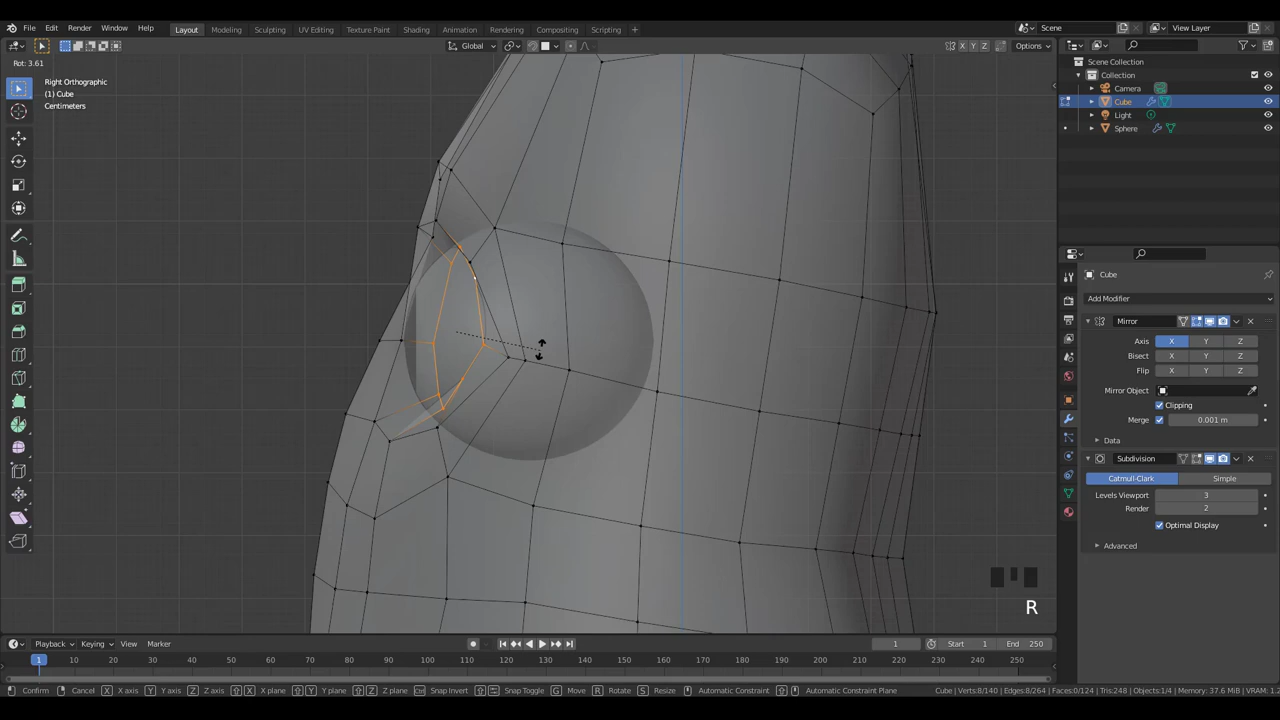 File Edit Render Window Help Layout Modeling Sculpting UV Editing Texture Paint Shading Animation Rendering Compositing Scripting + Scene View Layer
Global X Y Z Options
Rot: 3.61
Right Orthographic
(1) Cube
Centimeters
Scene Collection
Collection
Camera
Cube
Light
Sphere
Cube
Add Modifier
Mirror
Axis X Y Z
Bisect X Y Z
Flip X Y Z
Mirror Object
Clipping
Merge 0.001 m
Data
Subdivision
Catmull-Clark Simple
Levels Viewport 3
Render 2
Optimal Display
Advanced
R
Playback Keying View Marker 1 Start 1 End 250
1 10 20 30 40 50 60 70 80 90 100 110 120 130 140 150 160 170 180 190 200 210 220 230 240 250
Confirm Cancel X X axis Y Y axis Z Z axis X X plane Y Y plane Z Z plane Snap Invert Snap Toggle G Move R Rotate S Resize Automatic Constraint Automatic Constraint Plane Cube | Verts:8/140 | Edges:8/264 | Faces:0/124 | Tris:248 | Objects:1/4 | Memory: 37.6 MiB | VRAM: 1.2